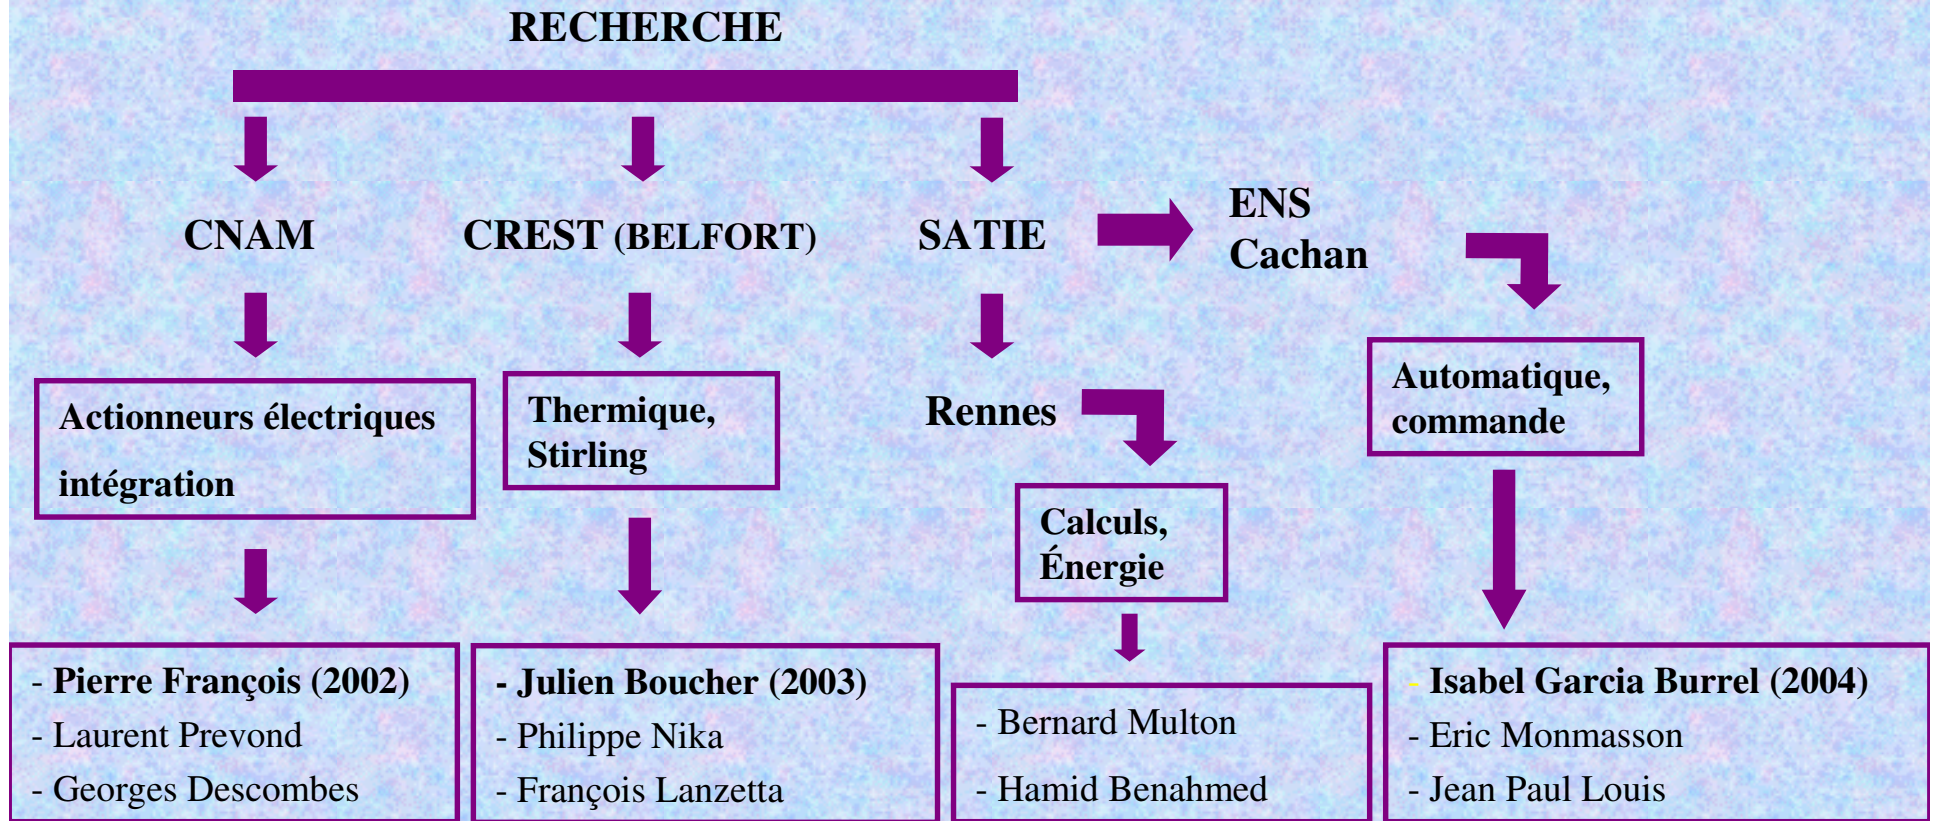 RECHERCHE
CNAM
CREST (BELFORT)
SATIE
ENS
Cachan
Actionneurs électriques
intégration
Thermique,
Stirling
Rennes
Calculs,
Énergie
Automatique,
commande
- Pierre François (2002)
- Laurent Prevond
- Georges Descombes
- Julien Boucher (2003)
- Philippe Nika
- François Lanzetta
- Bernard Multon
- Hamid Benahmed
- Isabel Garcia Burrel (2004)
- Eric Monmasson
- Jean Paul Louis